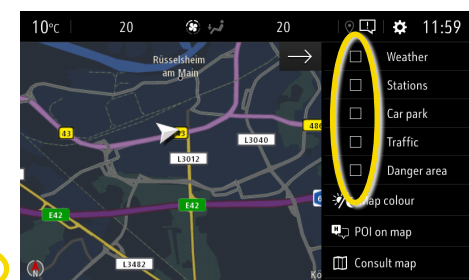 10°C 20 20 11:59
Rüsselsheim
am Main
Weather
Stations
Car park
Traffic
Danger area
43
L3040
L3012
E42
E42
L3482
map colour
POI on map
Consult map
N